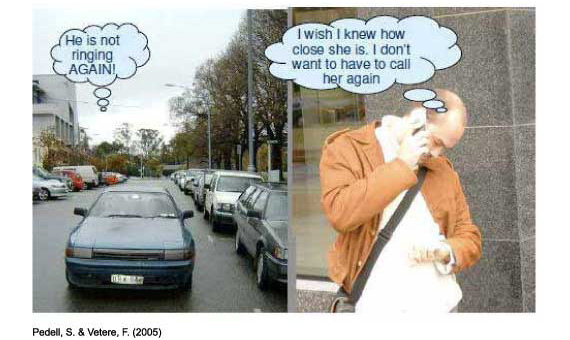 He is not
ringing
AGAIN!
I wish I knew how
close she is. I don't
want to have to call
her again
Pedell, S. & Vetere, F. (2005)